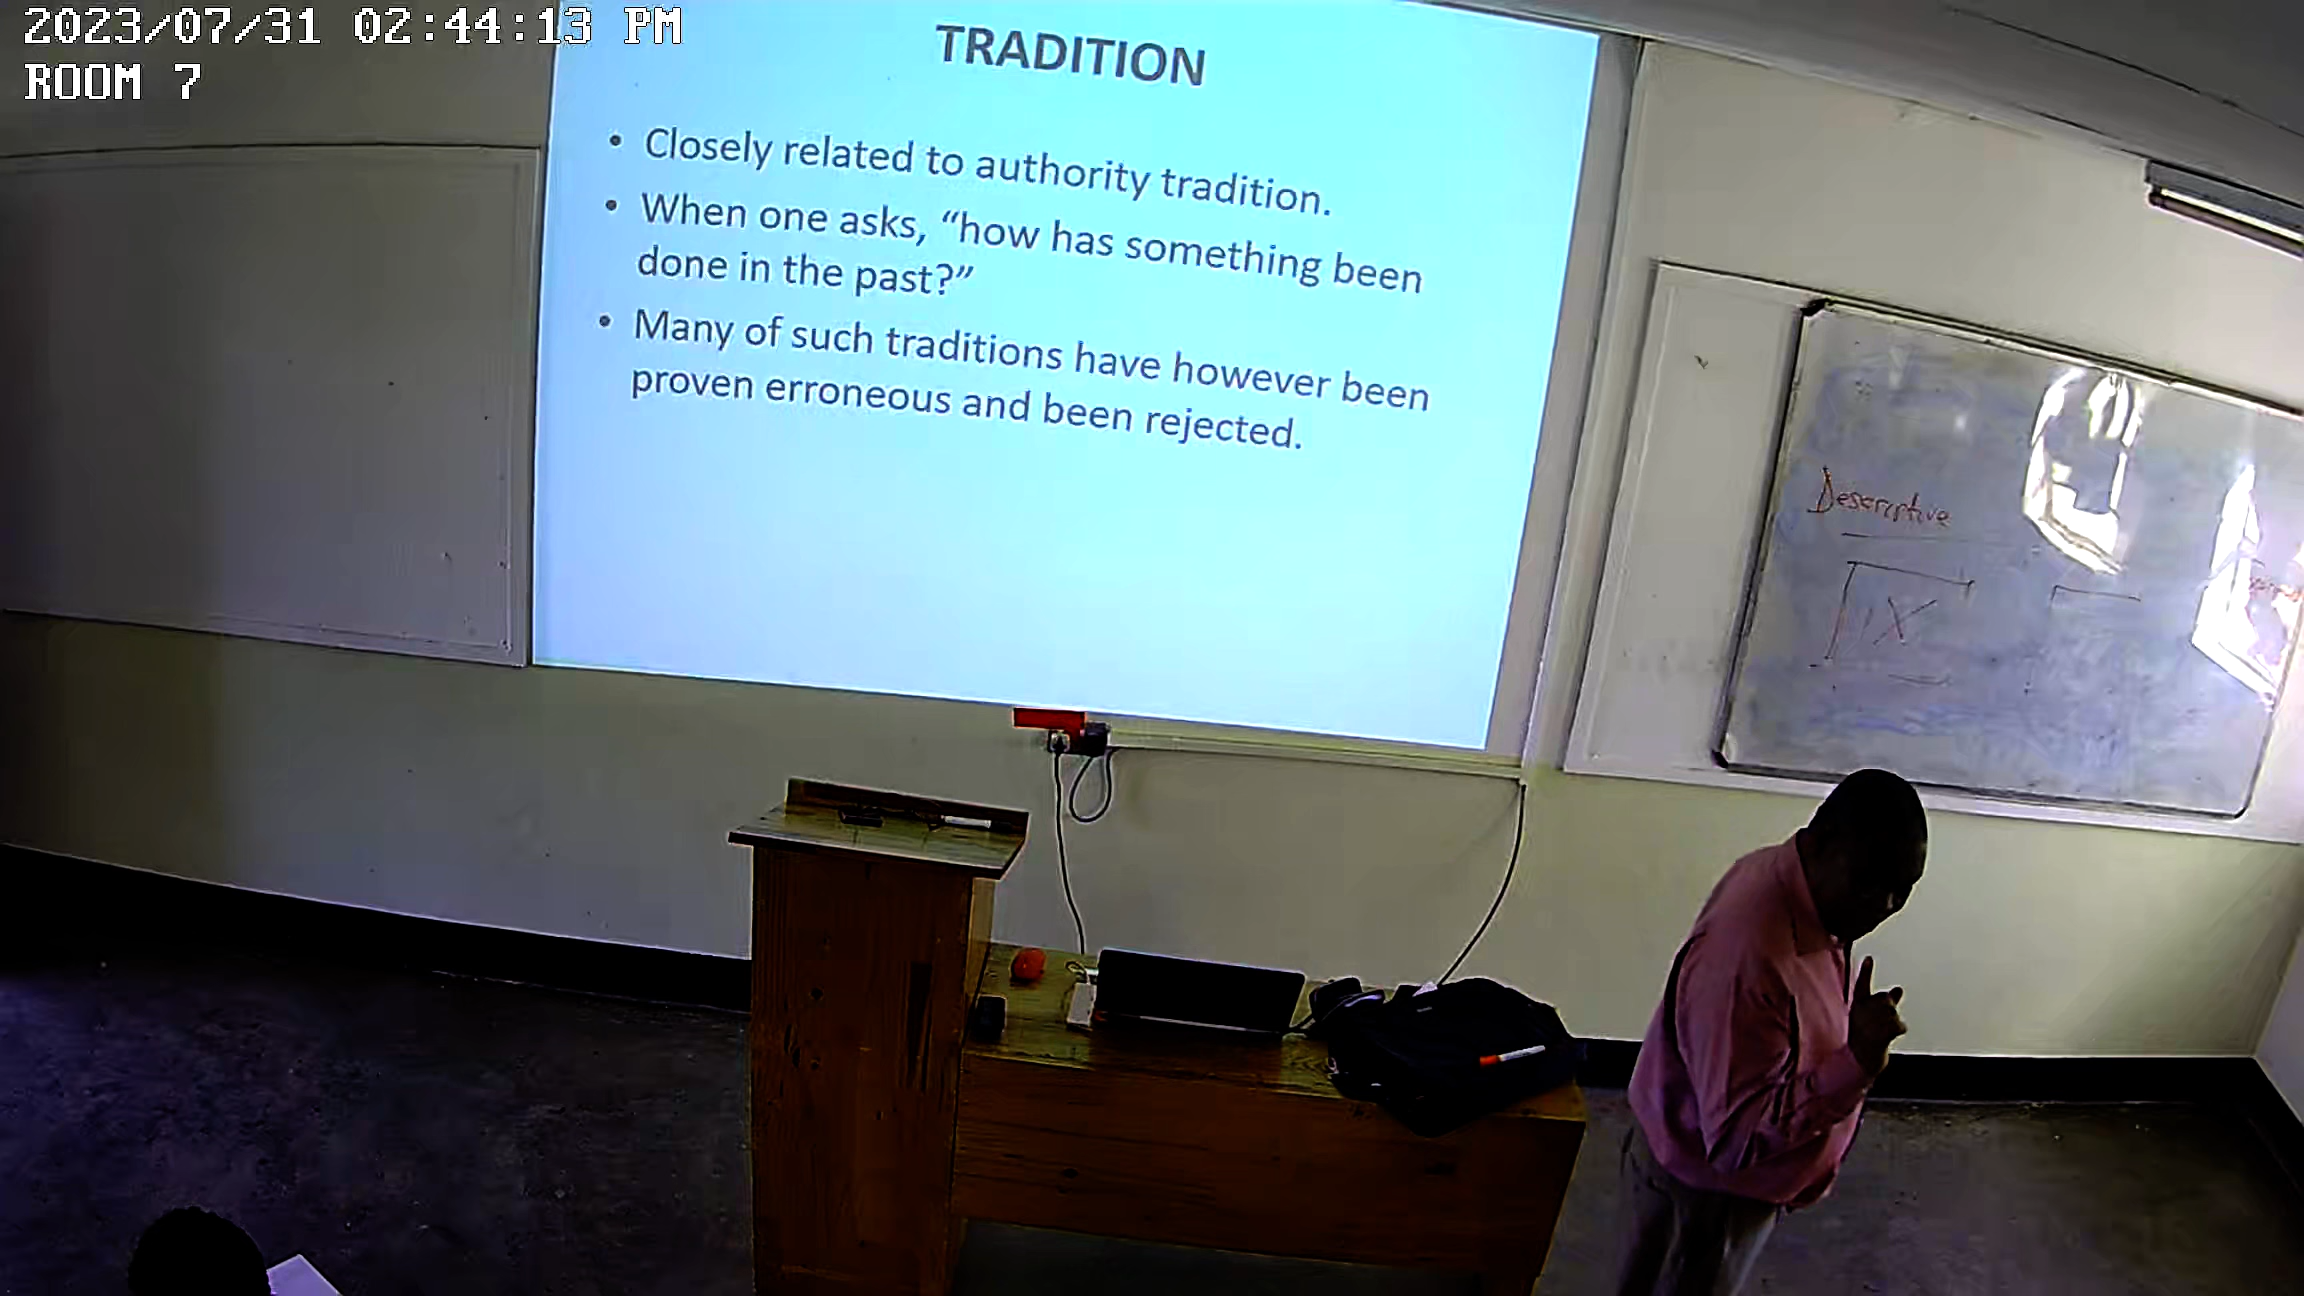 2023/07/31 02:44:13 PM
ROOM 7
TRADITION
• Closely related to authority tradition.
• When one asks, “how has something been
done in the past?”
• Many of such traditions have however been
proven erroneous and been rejected.
Descriptive
X